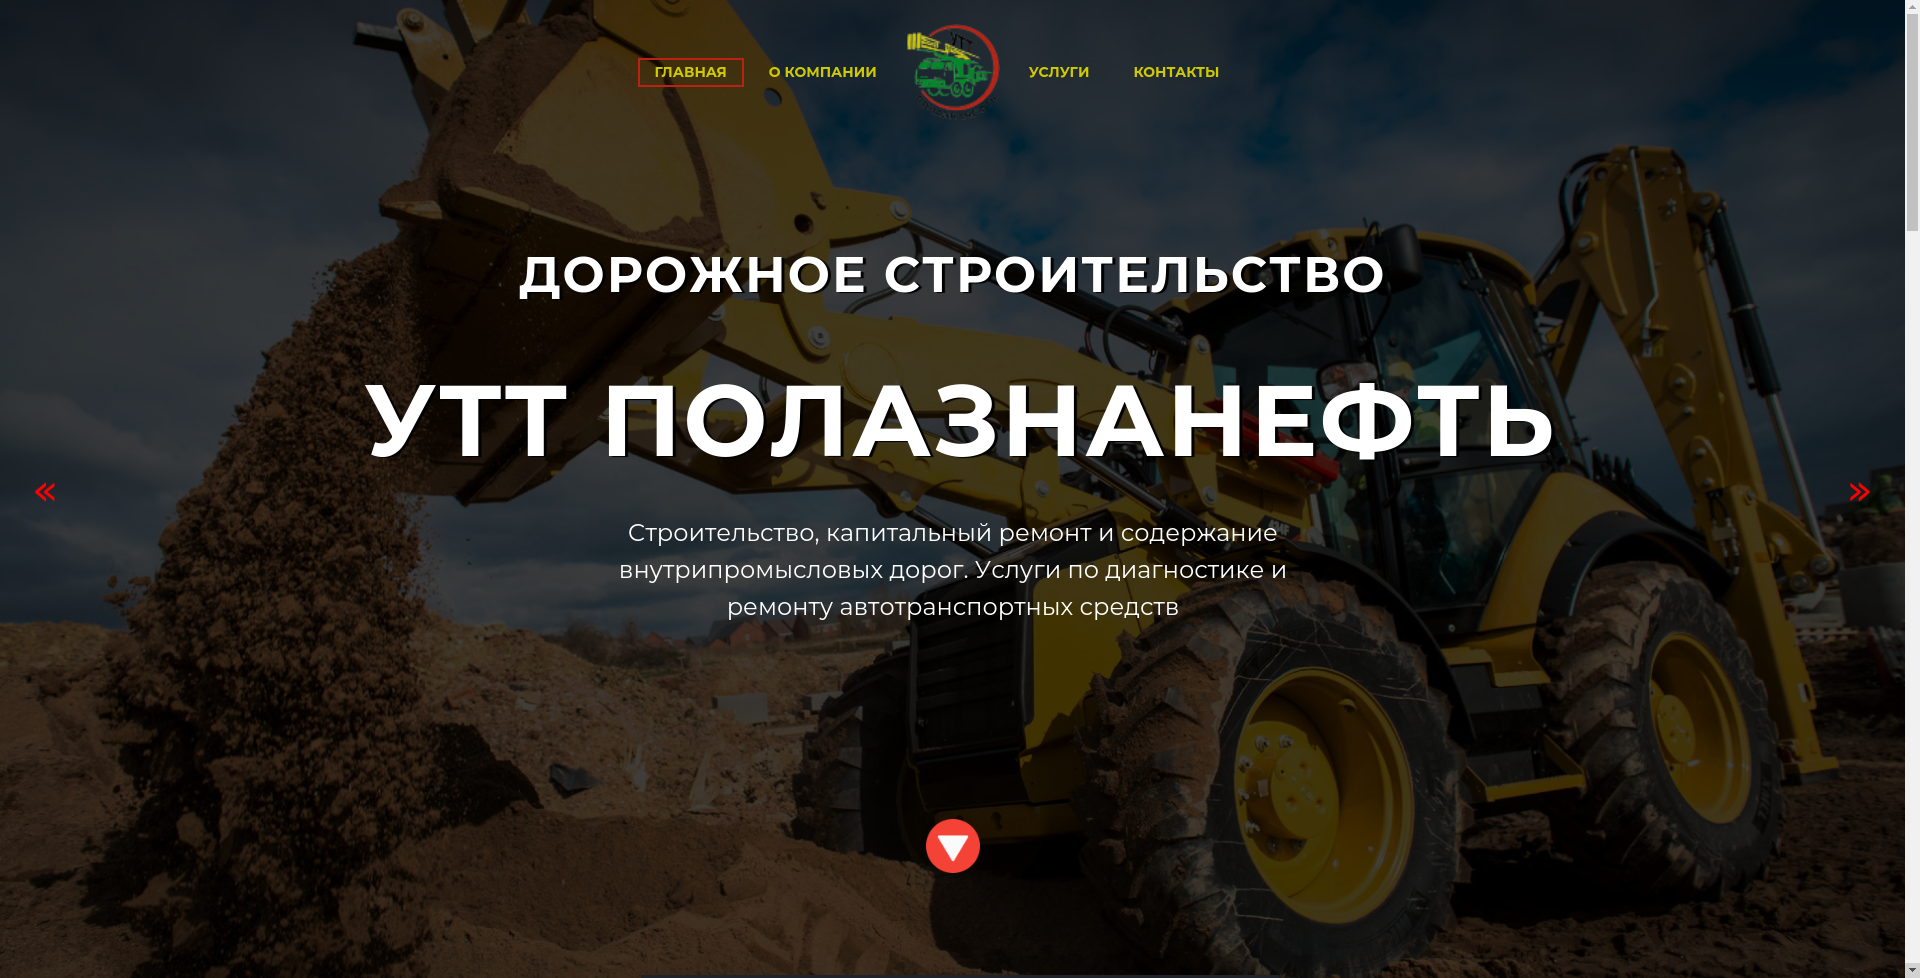 ГЛАВНАЯ
О КОМПАНИИ
УТТ
УСЛУГИ
КОНТАКТЫ
ДОРОЖНОЕ СТРОИТЕЛЬСТВО
УТТ ПОЛАЗНАНЕФТЬ
«
»
Строительство, капитальный ремонт и содержание
внутрипромысловых дорог. Услуги по диагностике и
ремонту автотранспортных средств